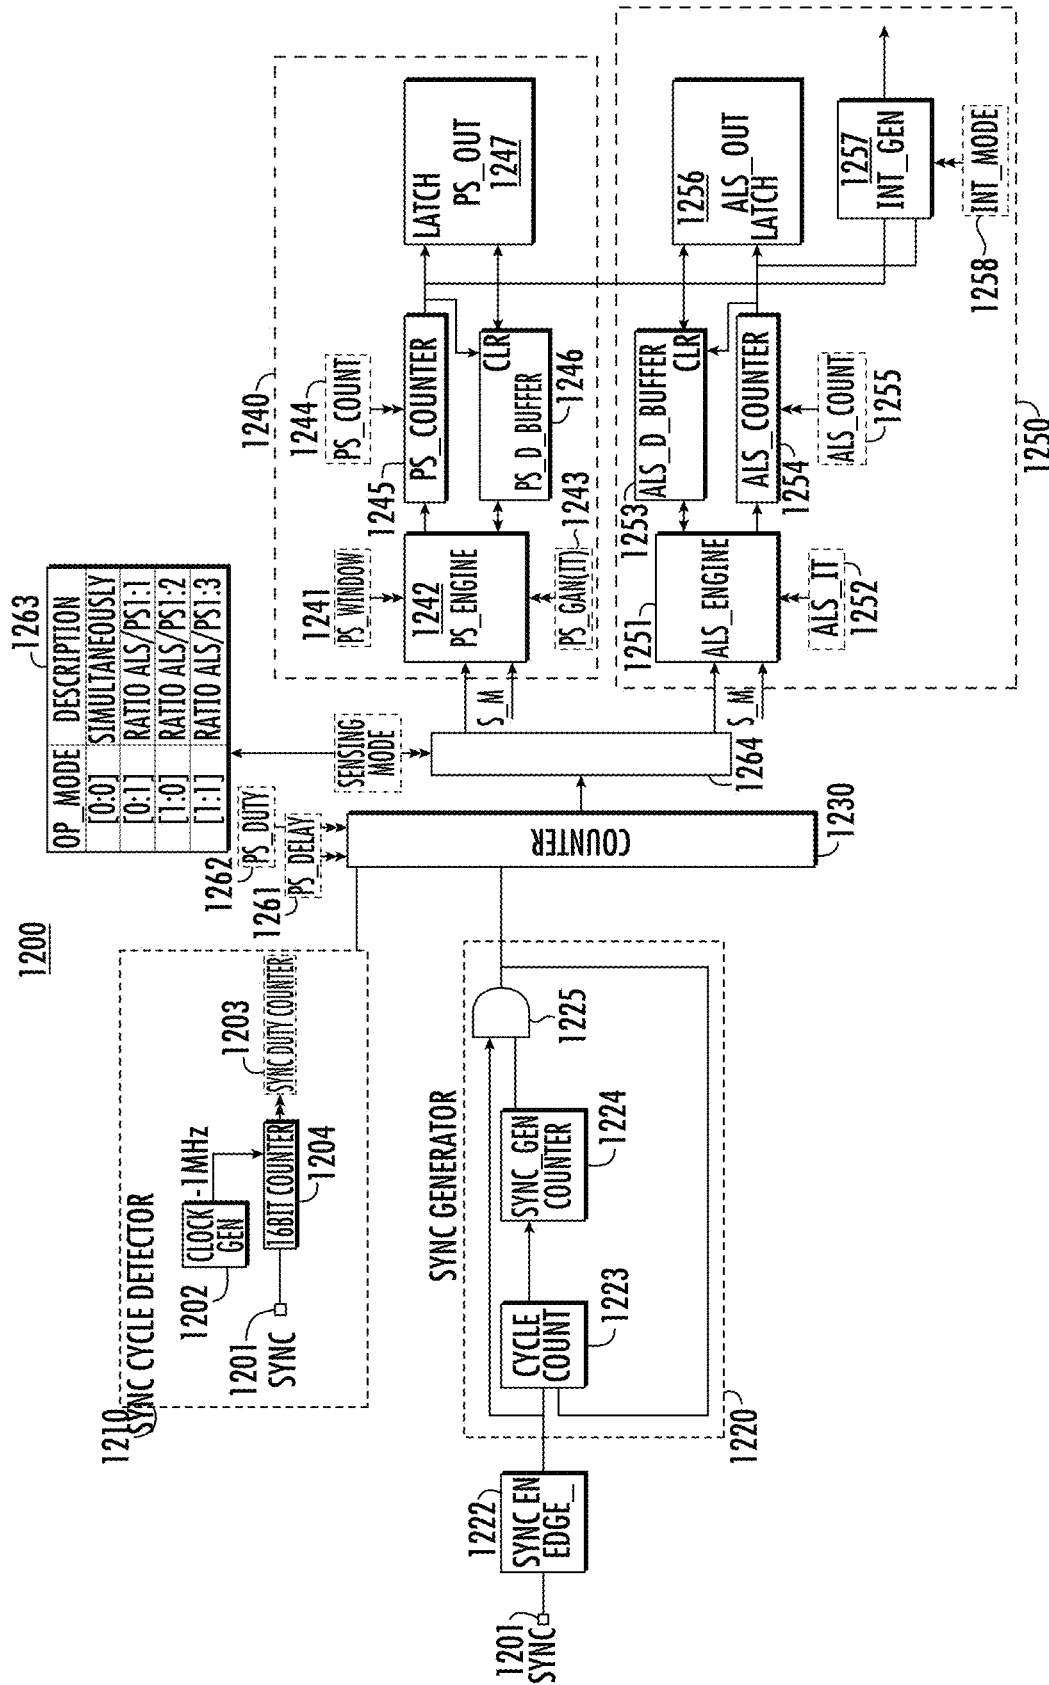 1200
SYNC CYCLE DETECTOR
1210
CLOCK
GEN
-1MHz
1202
1201
SYNC
16BIT COUNTER
1204
1203
SYNC DUTY COUNTER
1201
SYNC
1222
SYNC EN
EDGE_
SYNC GENERATOR
CYCLE
COUNT
1223
SYNC_GEN
COUNTER
1224
1225
1220
1262
PS_DUTY
1261
PS_DELAY
COUNTER
1230
1263
OP_MODE DESCRIPTION
[0:0] SIMULTANEOUSLY
[0:1] RATIO ALS/PS1:1
[1:0] RATIO ALS/PS1:2
[1:1] RATIO ALS/PS1:3
SENSING
MODE
1264
S_M
S_M
1240
1241
PS_WINDOW
1242
PS_ENGINE
PS_GAN(IT)
1243
1244
PS_COUNT
1245
PS_COUNTER
CLR
PS_D_BUFFER
1246
LATCH
PS_OUT
1247
1250
1251
ALS_ENGINE
ALS_IT
1252
1253
ALS_D_BUFFER
CLR
ALS_COUNTER
1254
ALS_COUNT
1255
1256
ALS_OUT
LATCH
1257
INT_GEN
INT_MODE
1258